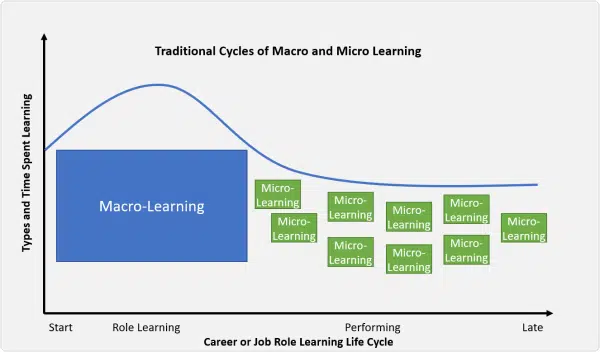 Traditional Cycles of Macro and Micro Learning
Types and Time Spent Learning
Macro-Learning
Micro-
Learning
Micro-
Learning
Micro-
Learning
Micro-
Learning
Micro-
Learning
Micro-
Learning
Micro-
Learning
Micro-
Learning
Micro-
Learning
Start
Role Learning
Performing
Late
Career or Job Role Learning Life Cycle